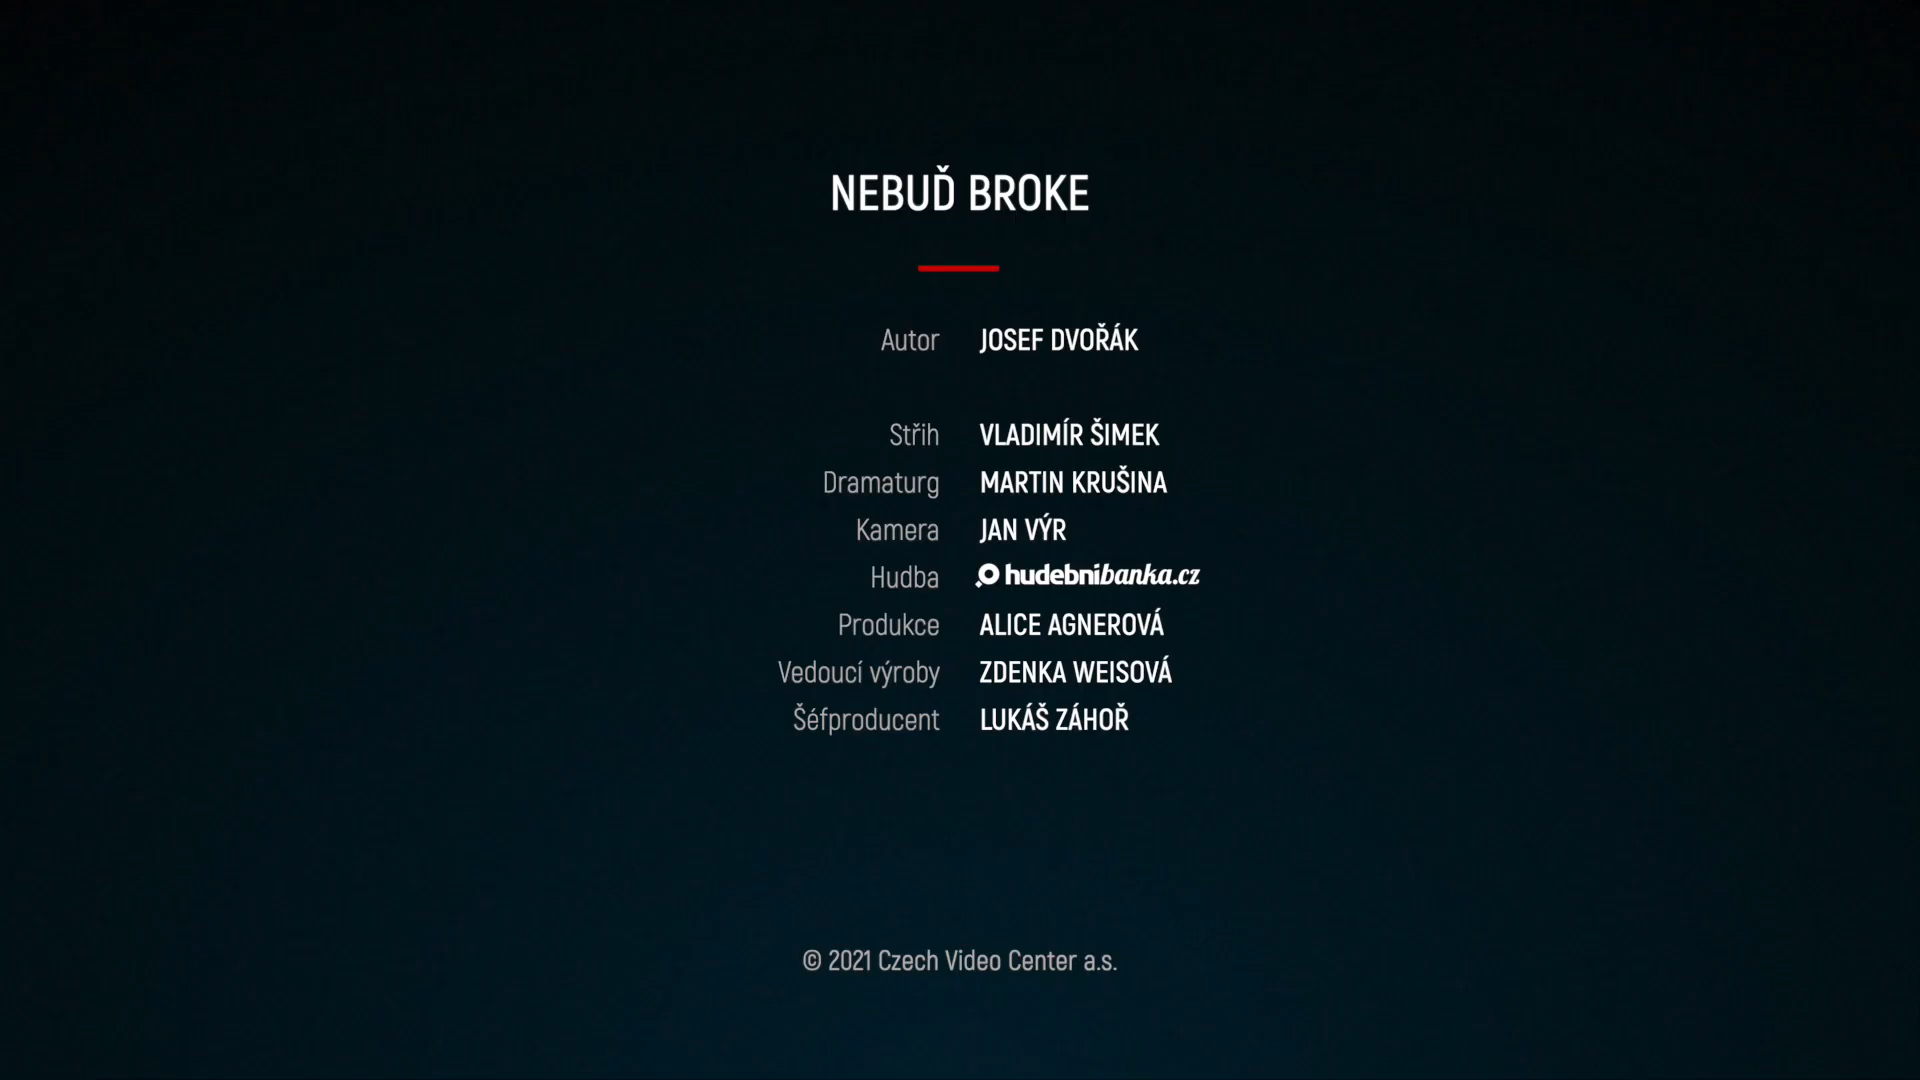 NEBUĎ BROKE
Autor JOSEF DVOŘÁK
Střih VLADIMÍR ŠIMEK
Dramaturg MARTIN KRUŠINA
Kamera JAN VÝR
Hudba hudebníbanka.cz
Produkce ALICE AGNEROVÁ
Vedoucí výroby ZDENKA WEISOVÁ
Šéfproducent LUKÁŠ ZÁHOŘ
© 2021 Czech Video Center a.s.